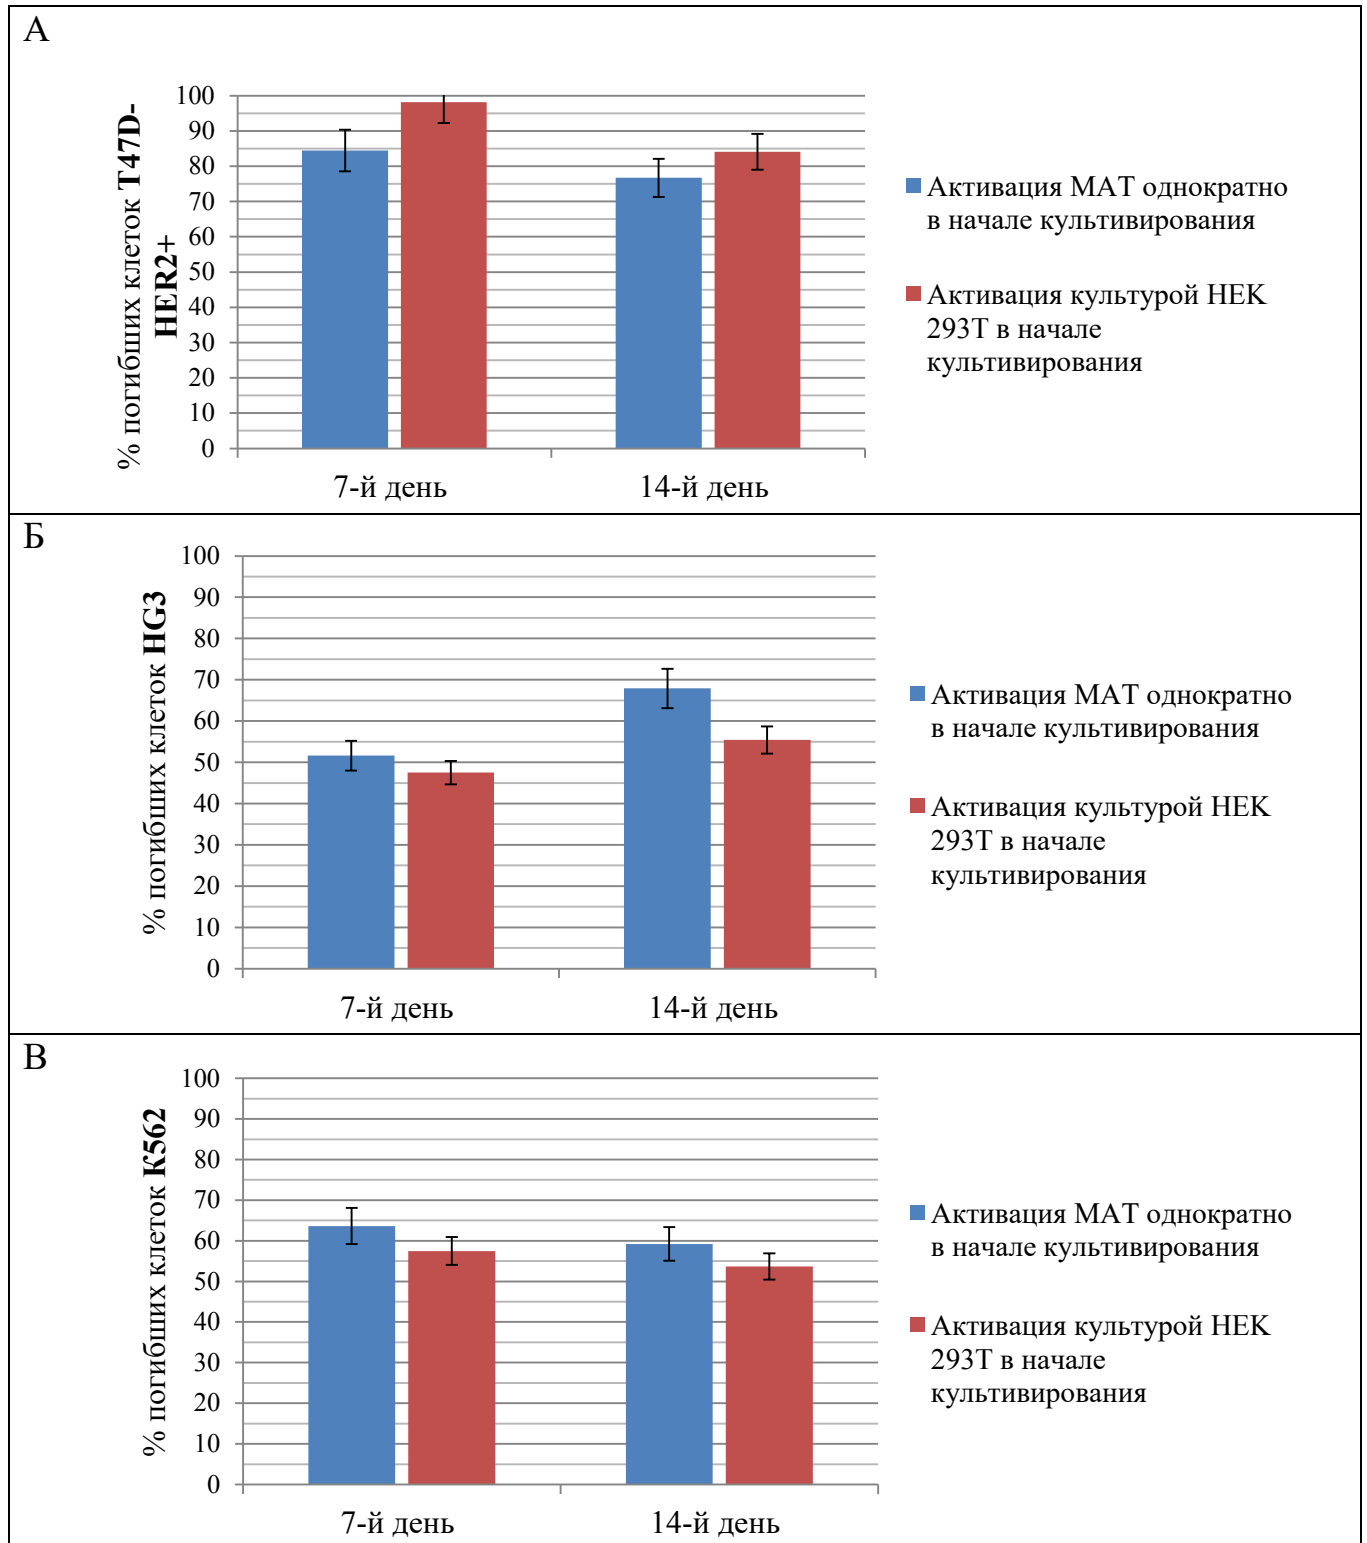 А
% погибших клеток T47D-
HER2+
100
90
80
70
60
50
40
30
20
10
0
7-й день
14-й день
Активация МАТ однократно
в начале культивирования
Активация культурой HEK
293T в начале
культивирования
Б
% погибших клеток HG3
100
90
80
70
60
50
40
30
20
10
0
7-й день
14-й день
Активация МАТ однократно
в начале культивирования
Активация культурой HEK
293T в начале
культивирования
В
% погибших клеток K562
100
90
80
70
60
50
40
30
20
10
0
7-й день
14-й день
Активация МАТ однократно
в начале культивирования
Активация культурой HEK
293T в начале
культивирования